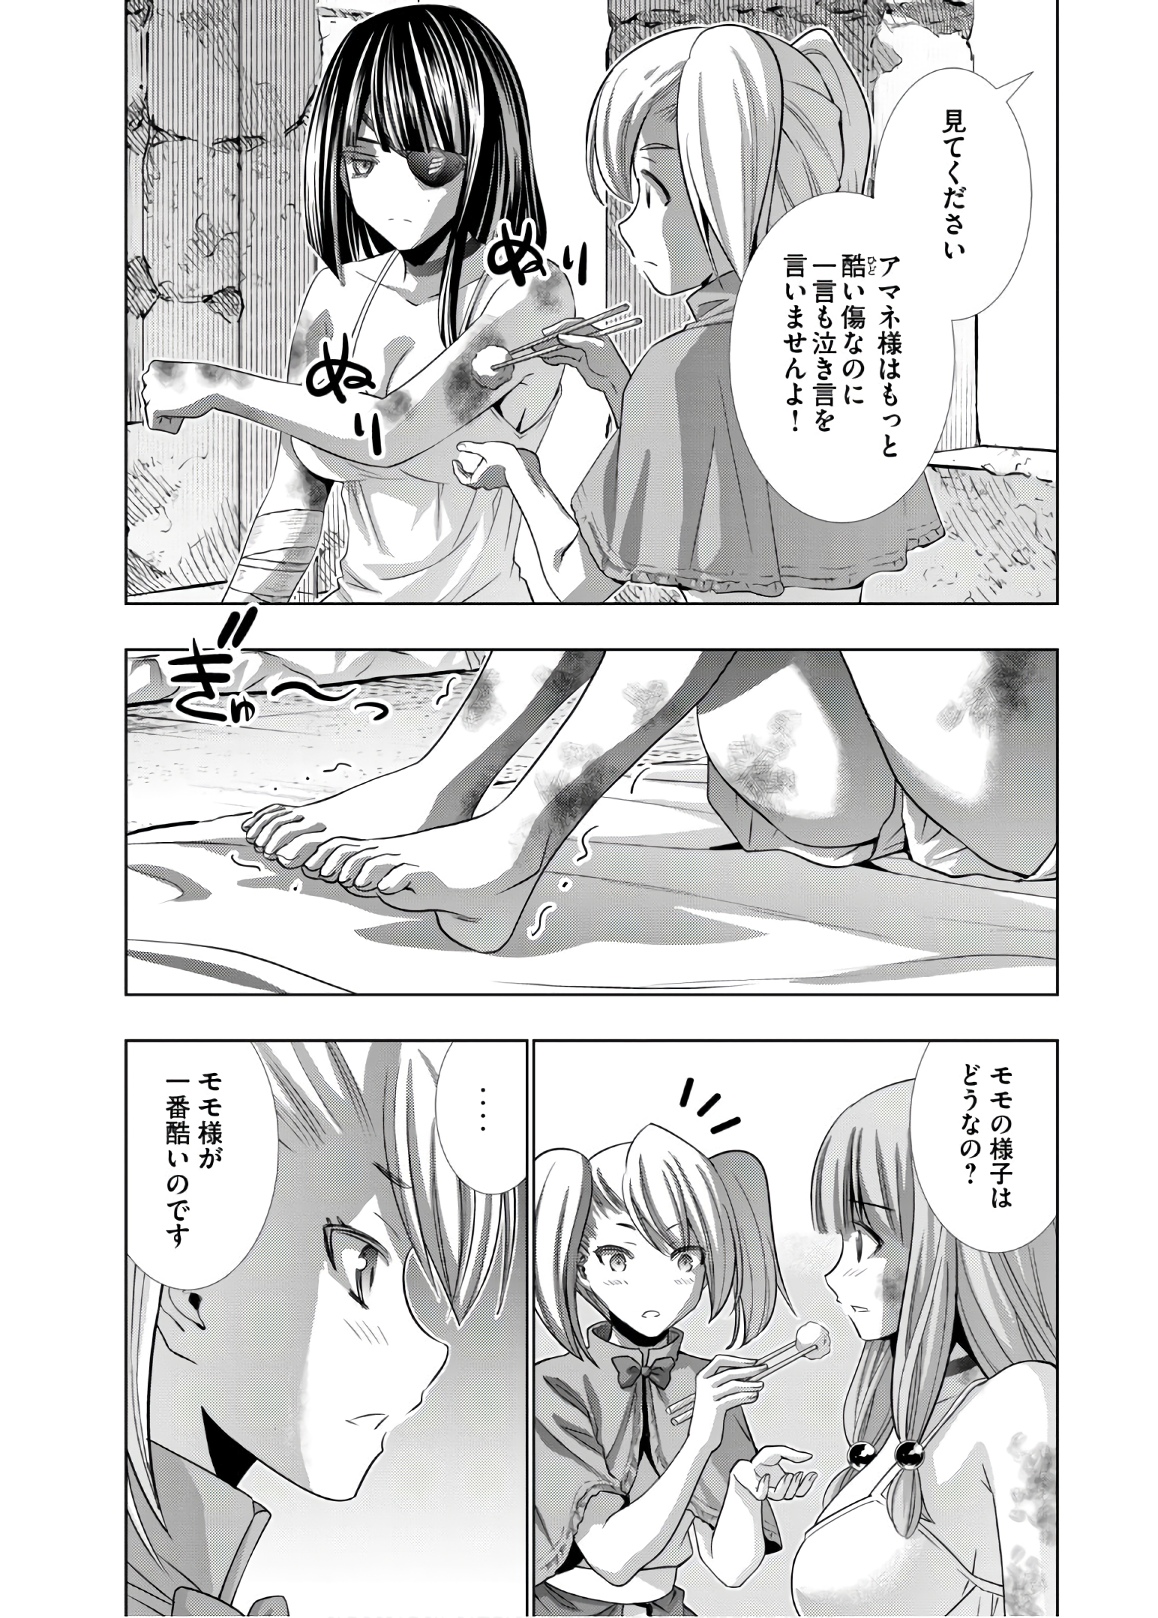 見てください
アマネ様はもっと
酷い傷なのに
ひど
一言も泣き言を
言いませんよ！
ぬり
ぬり
ぎゅ〜っ
モモの様子は
どうなの？
‥‥
モモ様が
一番酷いのです